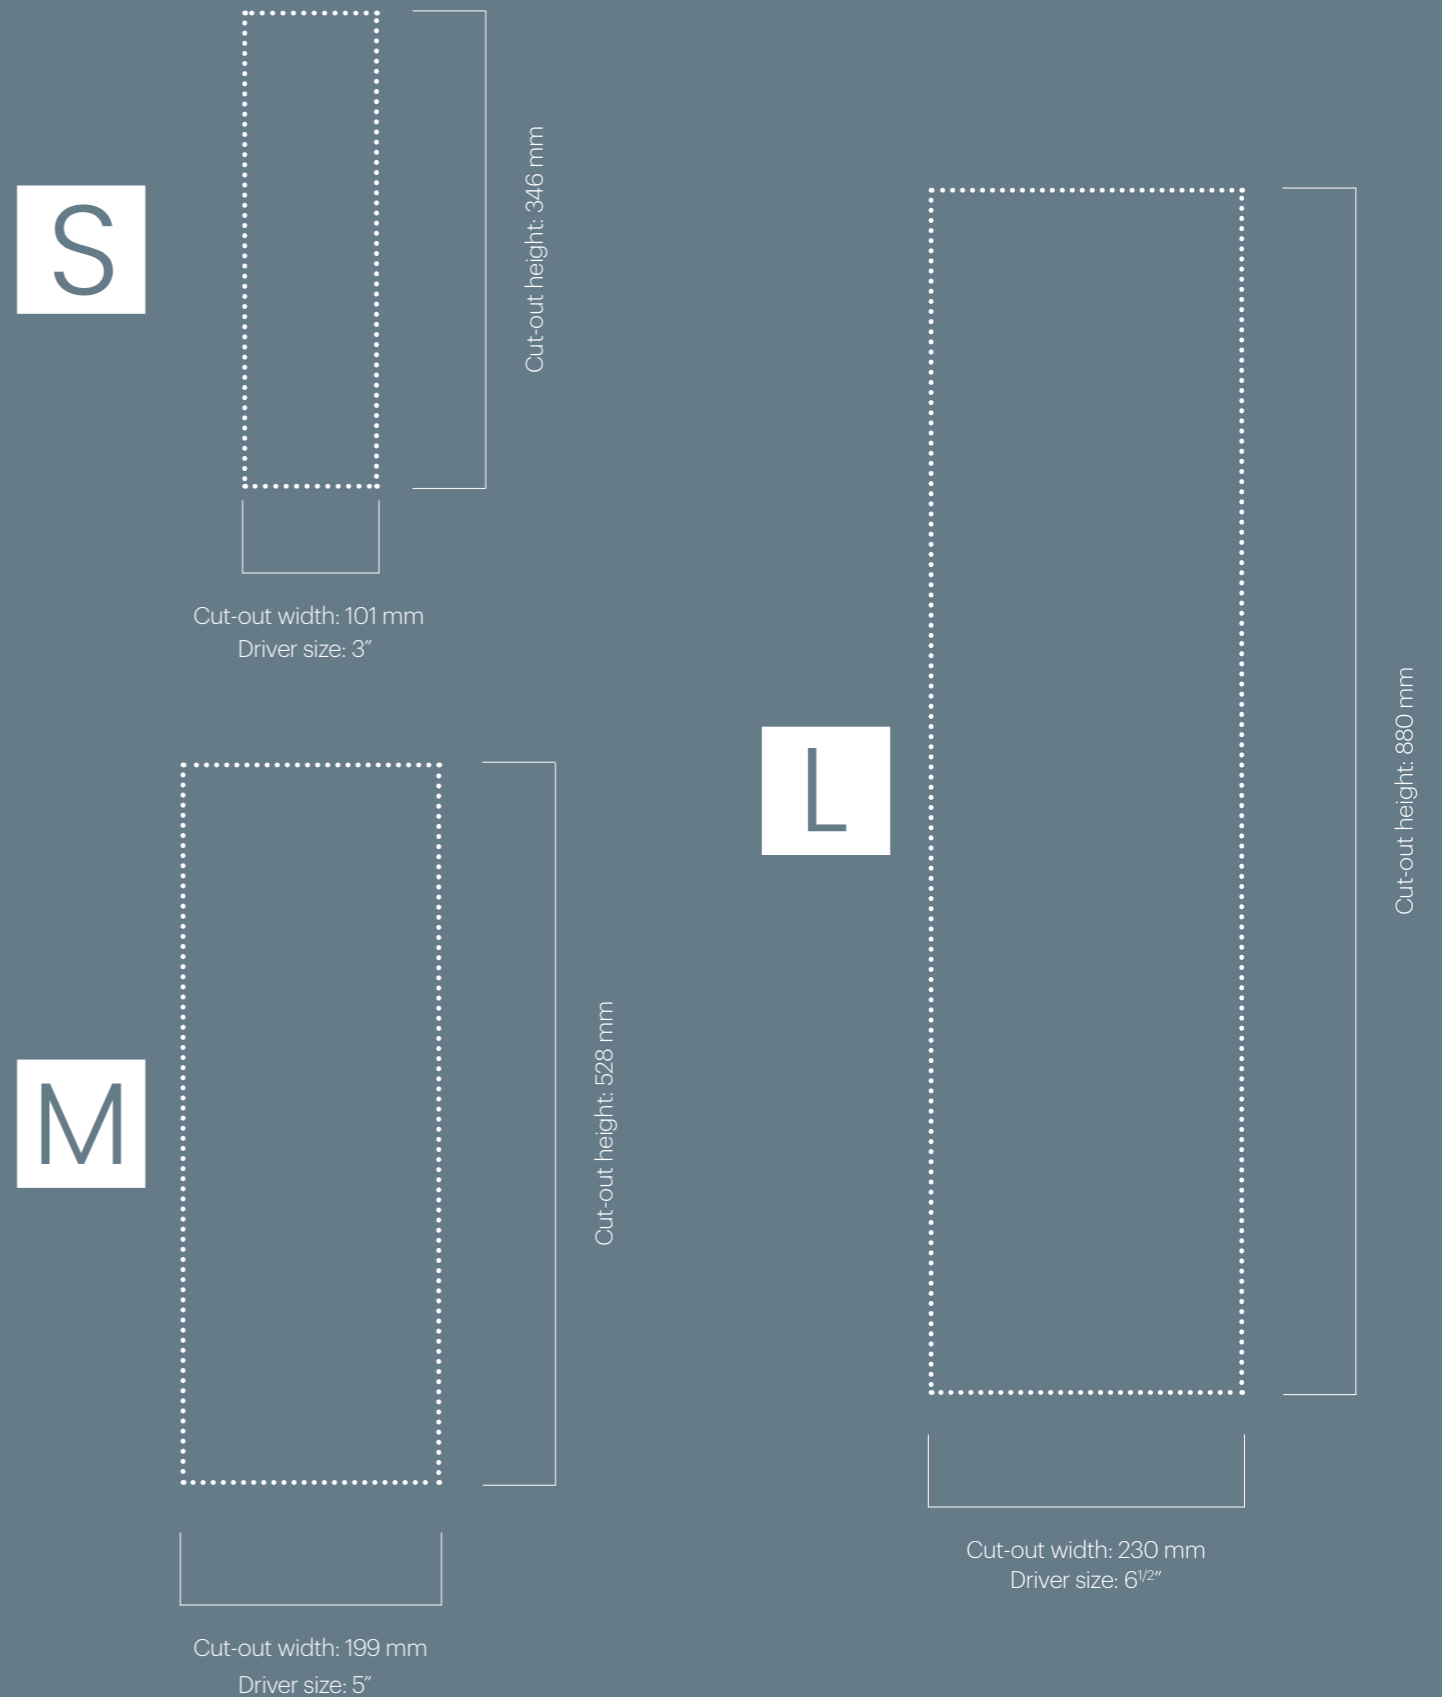 S
Cut-out height: 346 mm
Cut-out width: 101 mm
Driver size: 3″
M
Cut-out height: 528 mm
Cut-out width: 199 mm
Driver size: 5″
L
Cut-out height: 880 mm
Cut-out width: 230 mm
Driver size: 61/2″